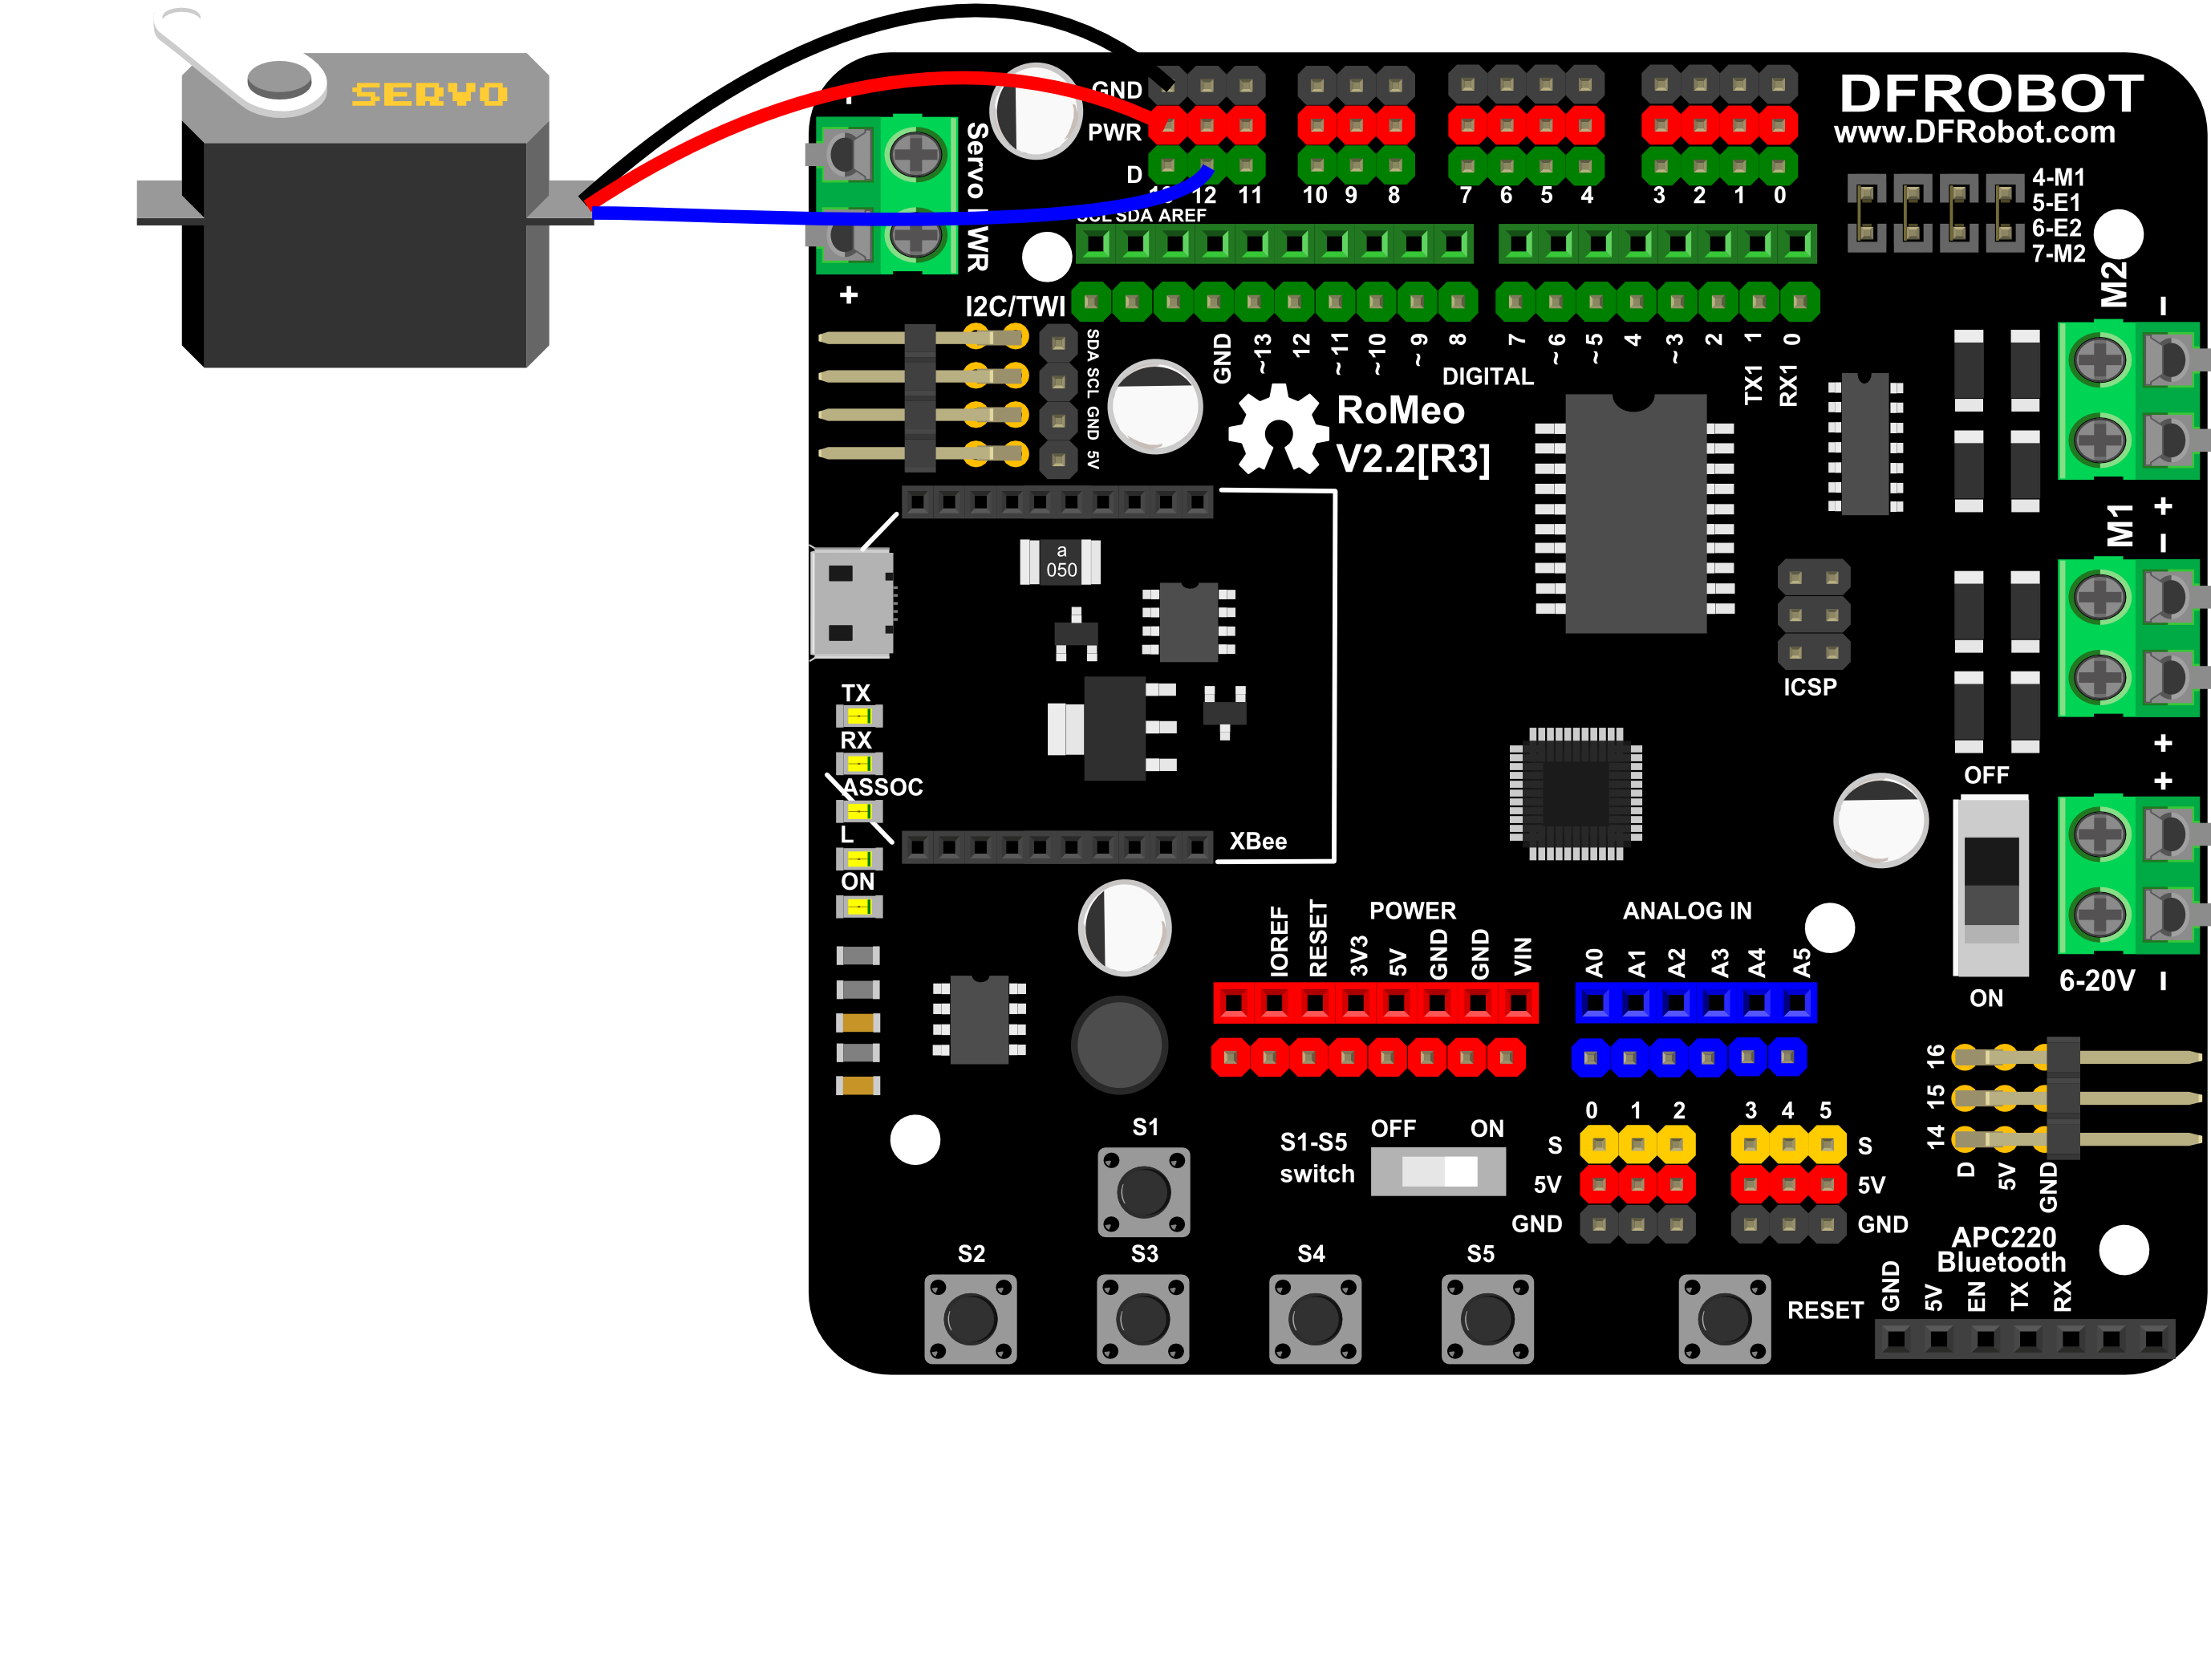 SERVO
GND
PWR
D
DFROBOT
www.DFRobot.com
Servo PWR
13 12 11 10 9 8 7 6 5 4 3 2 1 0
SCL SDA AREF
4-M1
5-E1
6-E2
7-M2
+
I2C/TWI
SDA SCL GND 5V
GND ~13 12 ~11 ~10 ~9 8 7 ~6 ~5 4 ~3 2 TX1 1 RX1 0
DIGITAL
RoMeo
V2.2[R3]
M2
−
+
M1
−
+
a
050
ICSP
TX
RX
ASSOC
L
ON
XBee
OFF
ON
+
6-20V −
POWER
IOREF RESET 3V3 5V GND GND VIN
ANALOG IN
A0 A1 A2 A3 A4 A5
16
15
14
D 5V GND
S1
S1-S5
switch
OFF ON
0 1 2 3 4 5
S S
5V 5V
GND GND
S2 S3 S4 S5
RESET
APC220
Bluetooth
GND 5V EN TX RX